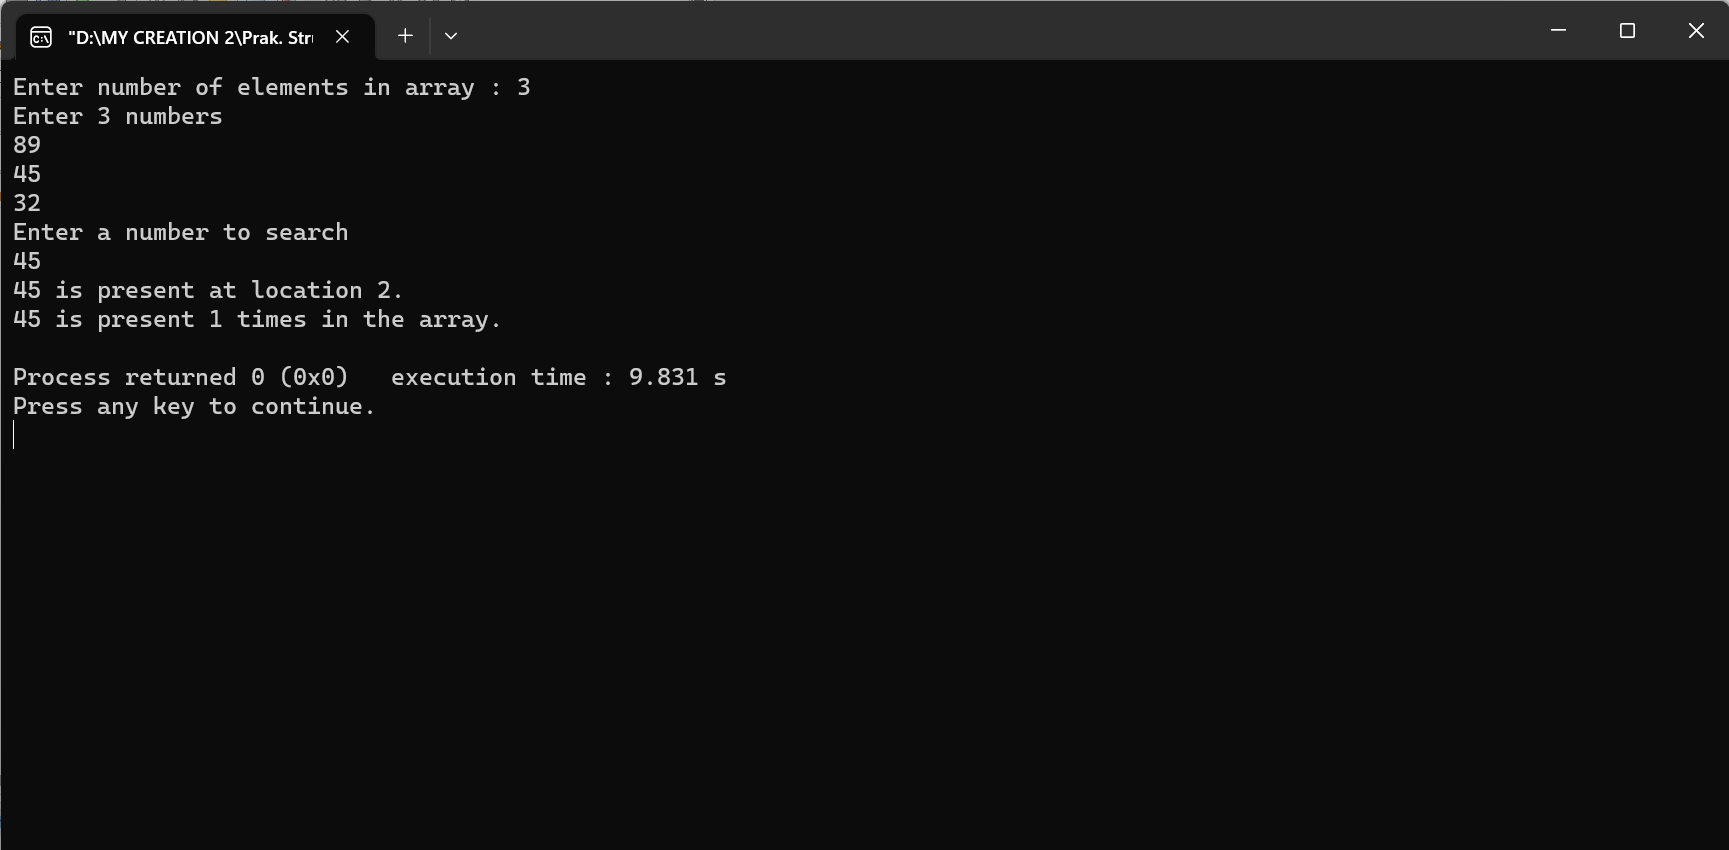 "D:\MY CREATION 2\Prak. Str
Enter number of elements in array : 3
Enter 3 numbers
89
45
32
Enter a number to search
45
45 is present at location 2.
45 is present 1 times in the array.
Process returned 0 (0x0)   execution time : 9.831 s
Press any key to continue.